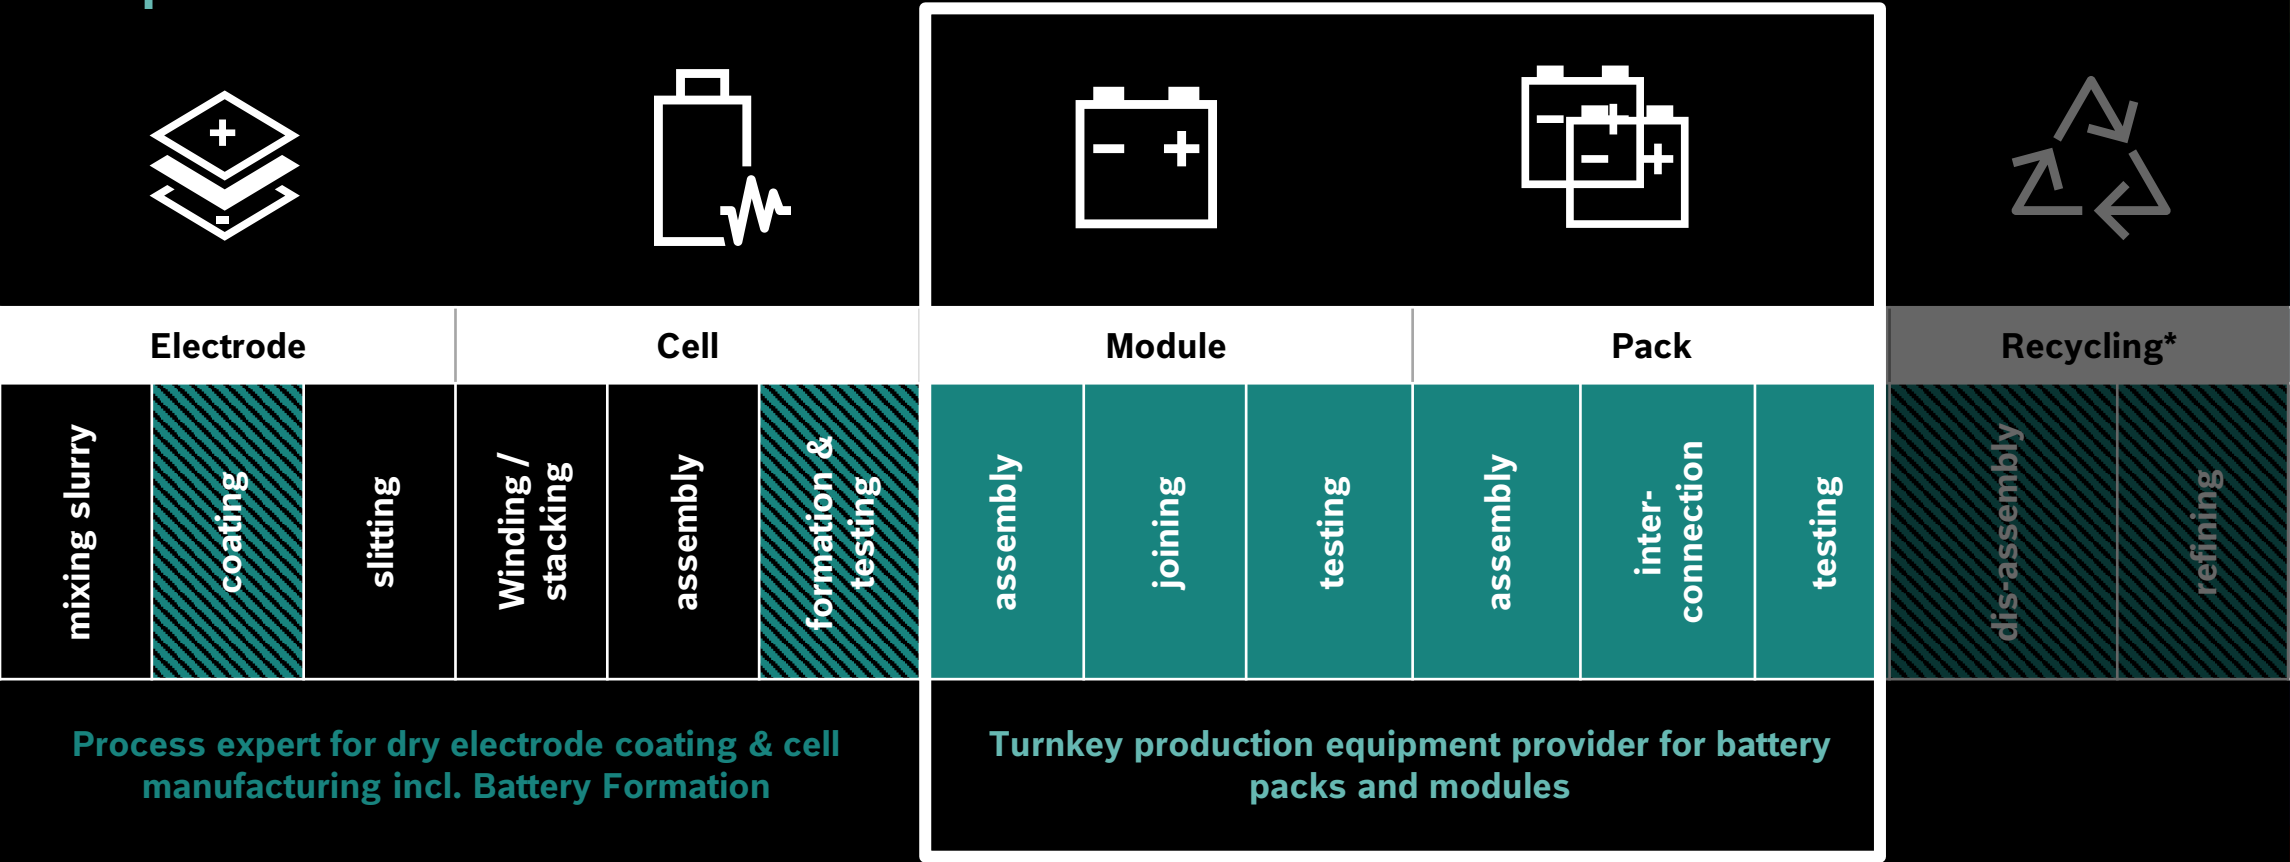 Electrode
Cell
Module
Pack
Recycling*
mixing slurry
coating
slitting
Winding /
stacking
assembly
formation &
testing
assembly
joining
testing
assembly
inter-
connection
testing
dis-assembly
refining
Process expert for dry electrode coating & cell
manufacturing incl. Battery Formation
Turnkey production equipment provider for battery
packs and modules